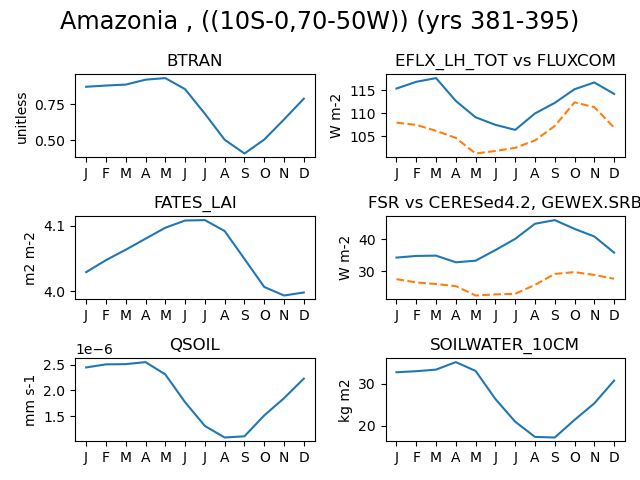 Amazonia , ((10S-0,70-50W)) (yrs 381-395)
BTRAN
unitless
0.75
0.50
J F M A M J J A S O N D
EFLX_LH_TOT vs FLUXCOM
W m-2
115
110
105
J F M A M J J A S O N D
FATES_LAI
m2 m-2
4.1
4.0
J F M A M J J A S O N D
FSR vs CERESed4.2, GEWEX.SRB
W m-2
40
30
J F M A M J J A S O N D
QSOIL
1e−6
mm s-1
2.5
2.0
1.5
J F M A M J J A S O N D
SOILWATER_10CM
kg m2
30
20
J F M A M J J A S O N D